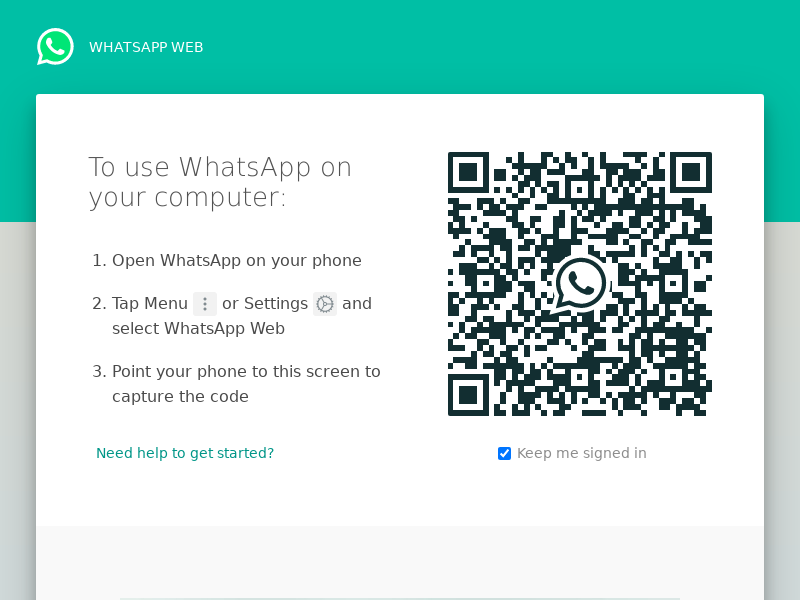 WHATSAPP WEB
To use WhatsApp on
your computer:
1. Open WhatsApp on your phone
2. Tap Menu or Settings and
select WhatsApp Web
3. Point your phone to this screen to
capture the code
Need help to get started?
Keep me signed in